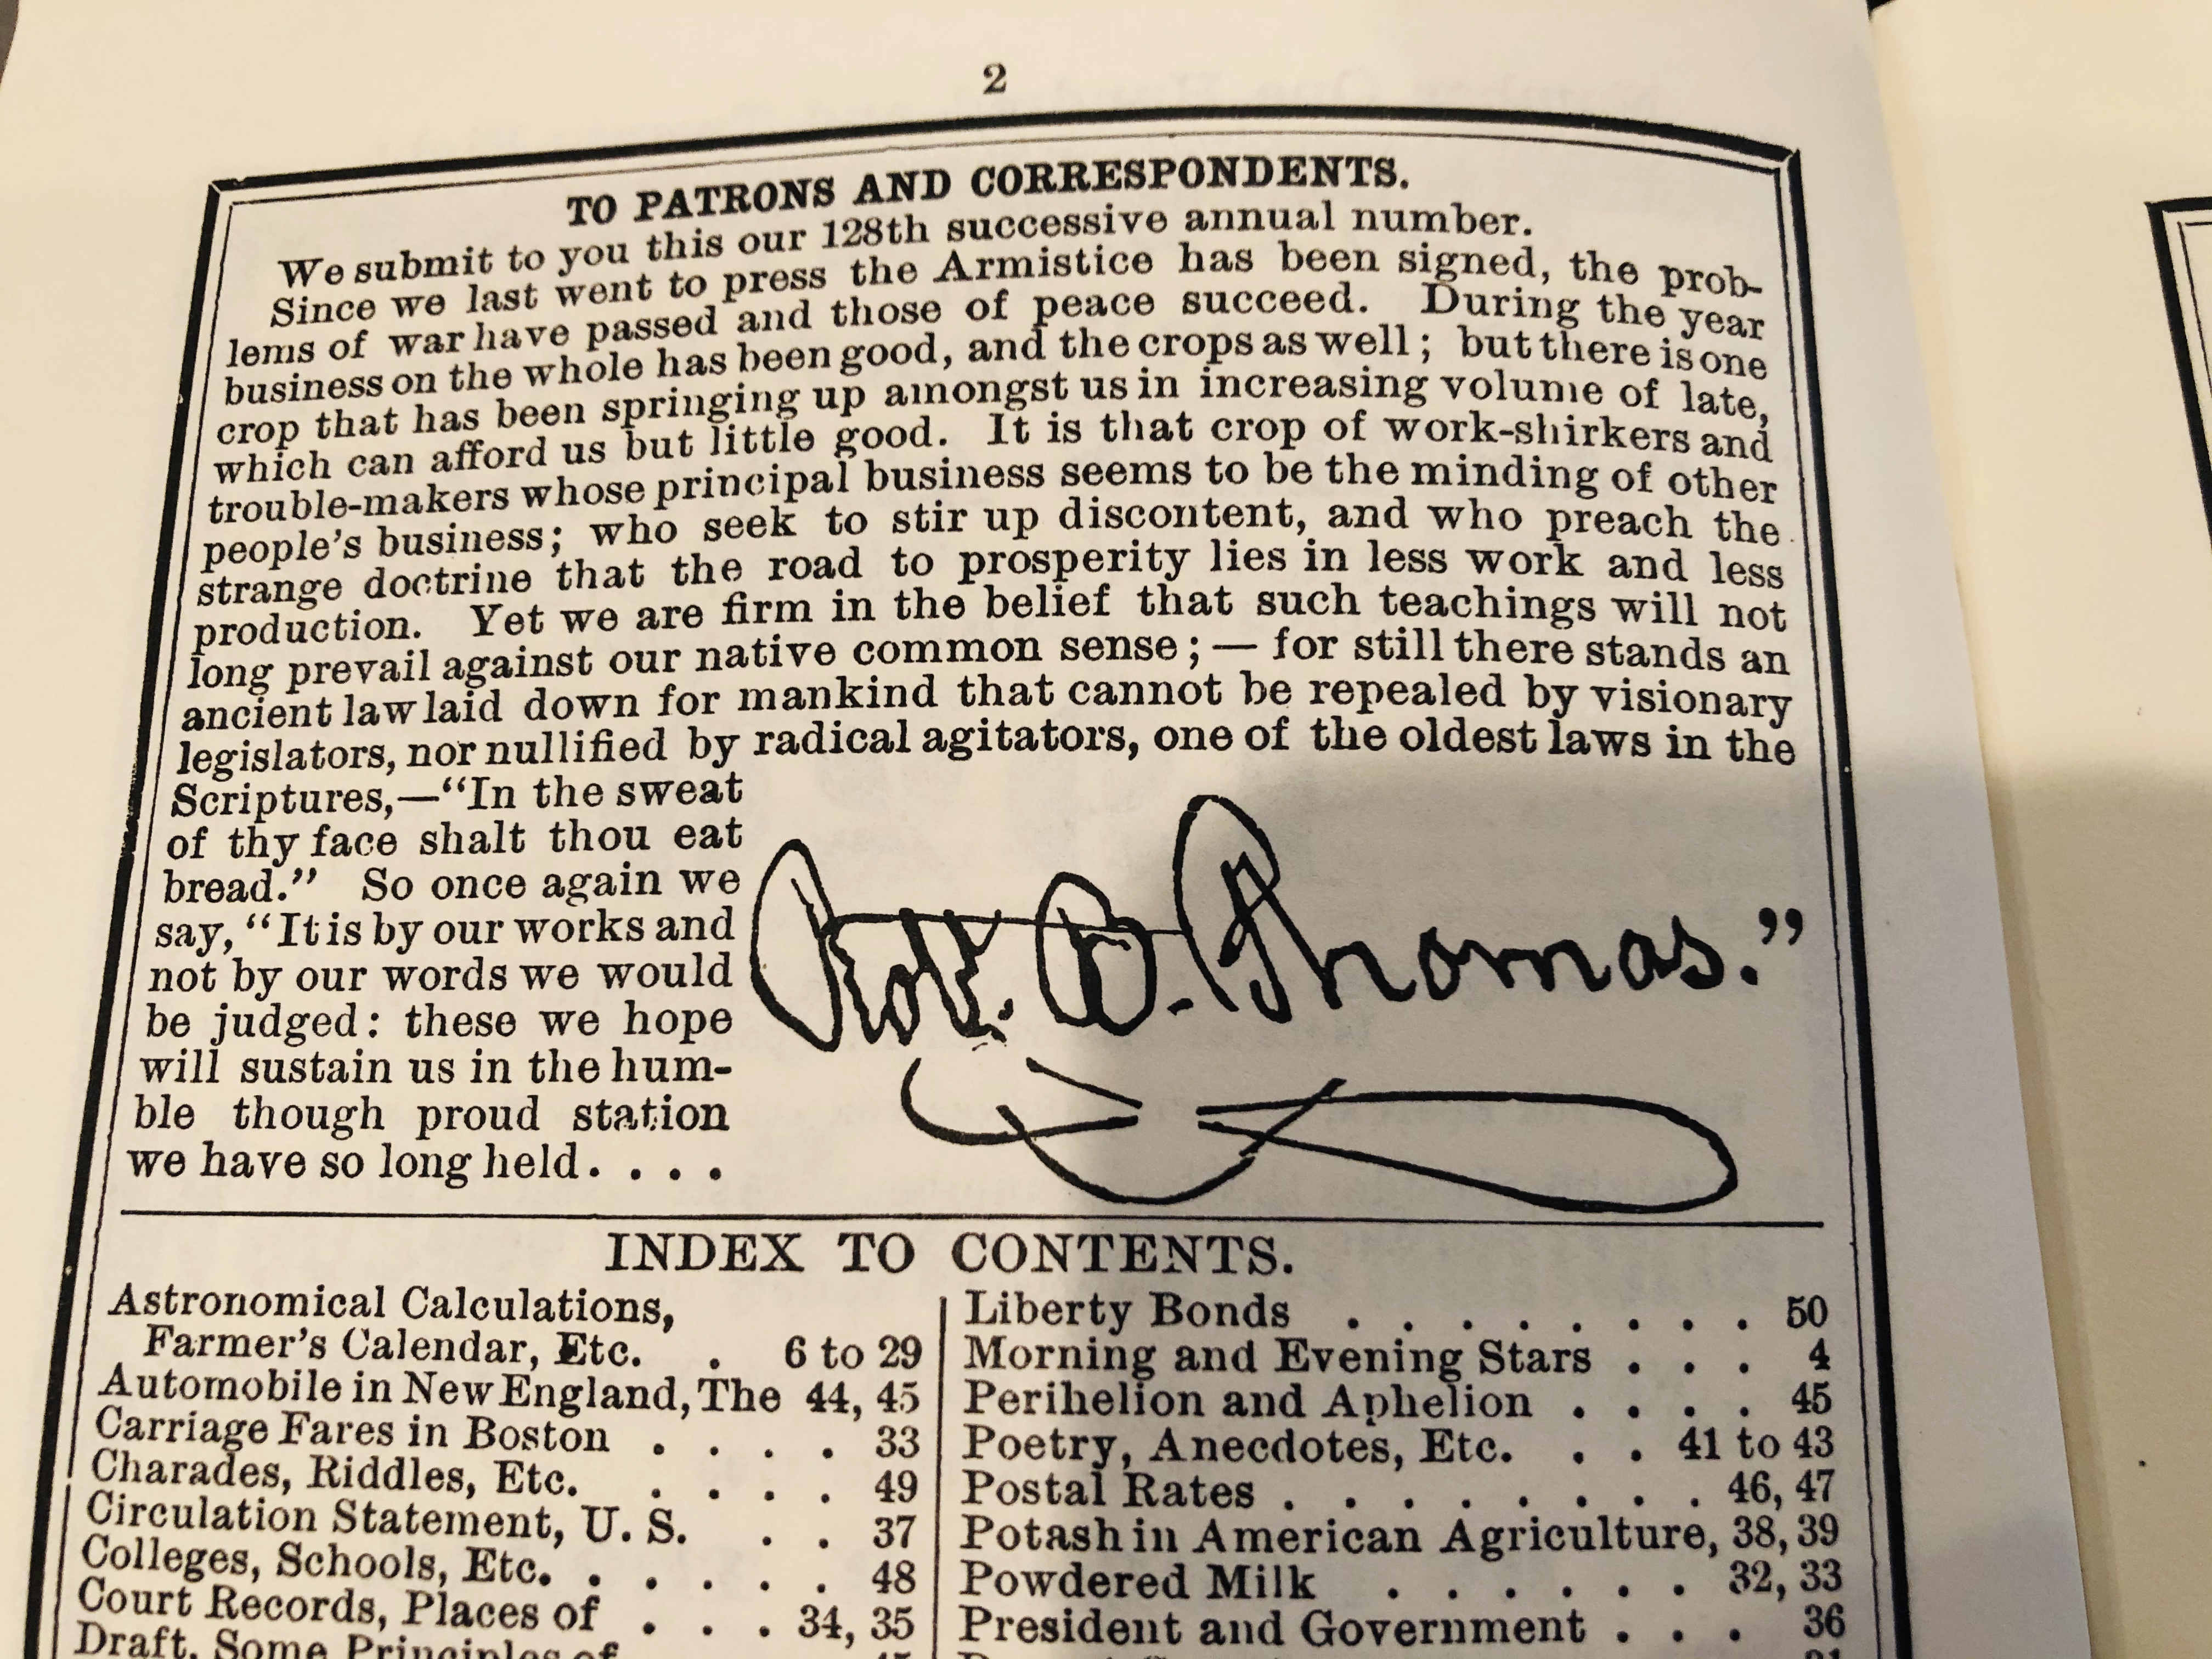 2
TO PATRONS AND CORRESPONDENTS.
We submit to you this our 128th successive annual number.
Since we last went to press the Armistice has been signed, the prob-
lems of war have passed and those of peace succeed. During the year
business on the whole has been good, and the crops as well; but there is one
crop that has been springing up amongst us in increasing volume of late,
which can afford us but little good. It is that crop of work-shirkers and
trouble-makers whose principal business seems to be the minding of other
people's business; who seek to stir up discontent, and who preach the
strange doctrine that the road to prosperity lies in less work and less
production. Yet we are firm in the belief that such teachings will not
long prevail against our native common sense;— for still there stands an
ancient law laid down for mankind that cannot be repealed by visionary
legislators, nor nullified by radical agitators, one of the oldest laws in the
Scriptures,—"In the sweat
of thy face shalt thou eat
bread." So once again we
say, "It is by our works and
not by our words we would
be judged: these we hope
will sustain us in the hum-
ble though proud station
we have so long held. . . .
Robt. B. Thomas."
INDEX TO CONTENTS.
Astronomical Calculations,
Farmer's Calendar, Etc. . 6 to 29
Automobile in New England, The 44, 45
Carriage Fares in Boston . . . . 33
Charades, Riddles, Etc. . . . . 49
Circulation Statement, U. S. . . 37
Colleges, Schools, Etc. . . . . . 48
Court Records, Places of . . . 34, 35
Draft, Some Principles of
Liberty Bonds . . . . . . . . 50
Morning and Evening Stars . . . 4
Perihelion and Aphelion . . . . 45
Poetry, Anecdotes, Etc. . . 41 to 43
Postal Rates . . . . . . . . 46, 47
Potash in American Agriculture, 38, 39
Powdered Milk . . . . . . 32, 33
President and Government . . . 36